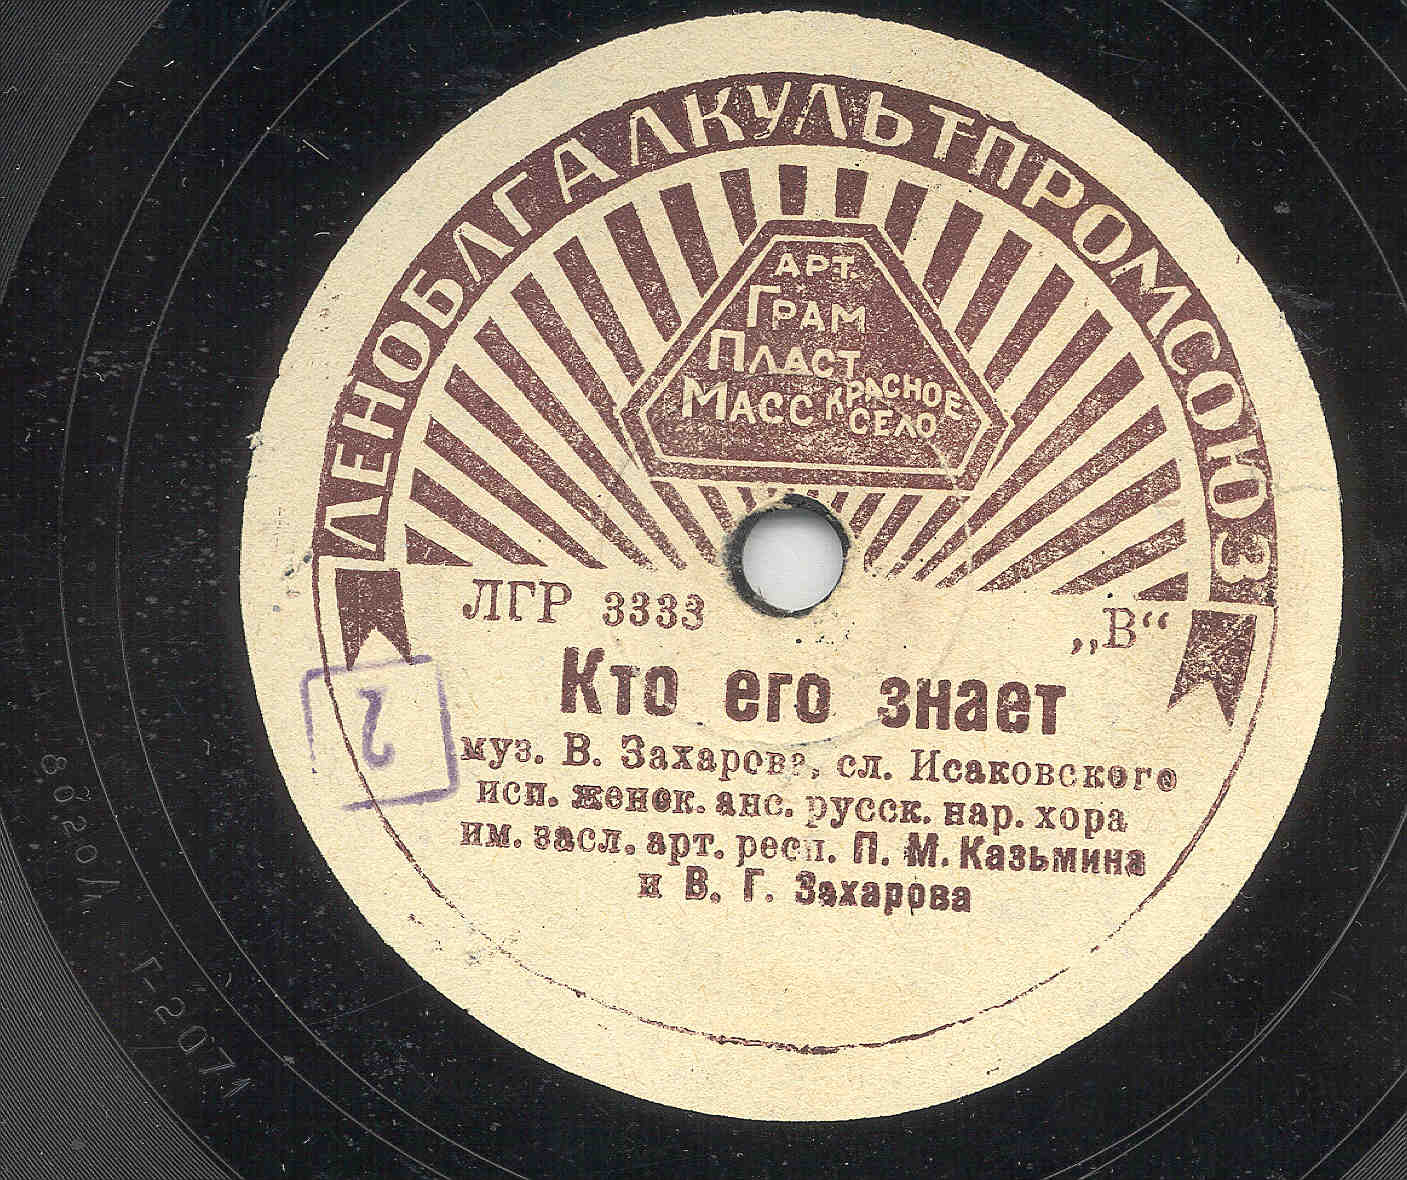 ЛЕНОБЛГАЛКУЛЬТПРОМСОЮЗ
АРТ.
ГРАМ
ПЛАСТ
МАСС КРАСНОЕ
СЕЛО
ЛГР 3333
„В“
Кто его знает
2
муз. В. Захарова, сл. Исаковского
исп. женск. анс. русск. нар. хора
им. засл. арт. респ. П. М. Казьмина
и В. Г. Захарова
Г-2071